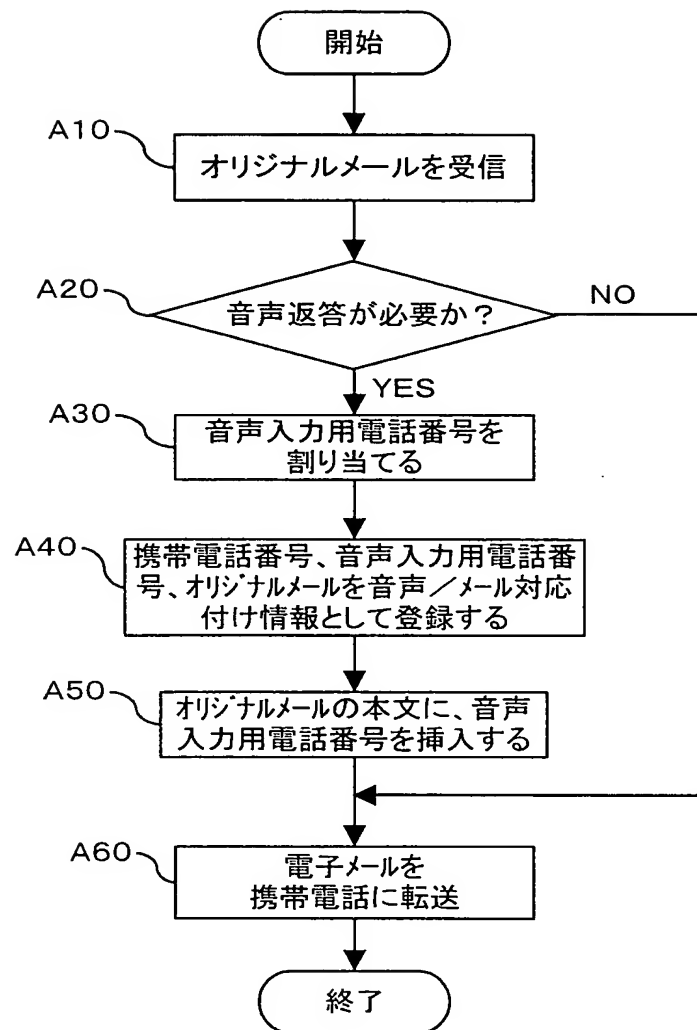 開始
A10
オリジナルメールを受信
A20
音声返答が必要か？
NO
YES
A30
音声入力用電話番号を
割り当てる
A40
携帯電話番号、音声入力用電話番
号、オリジナルメールを音声／メール対応
付け情報として登録する
A50
オリジナルメールの本文に、音声
入力用電話番号を挿入する
A60
電子メールを
携帯電話に転送
終了